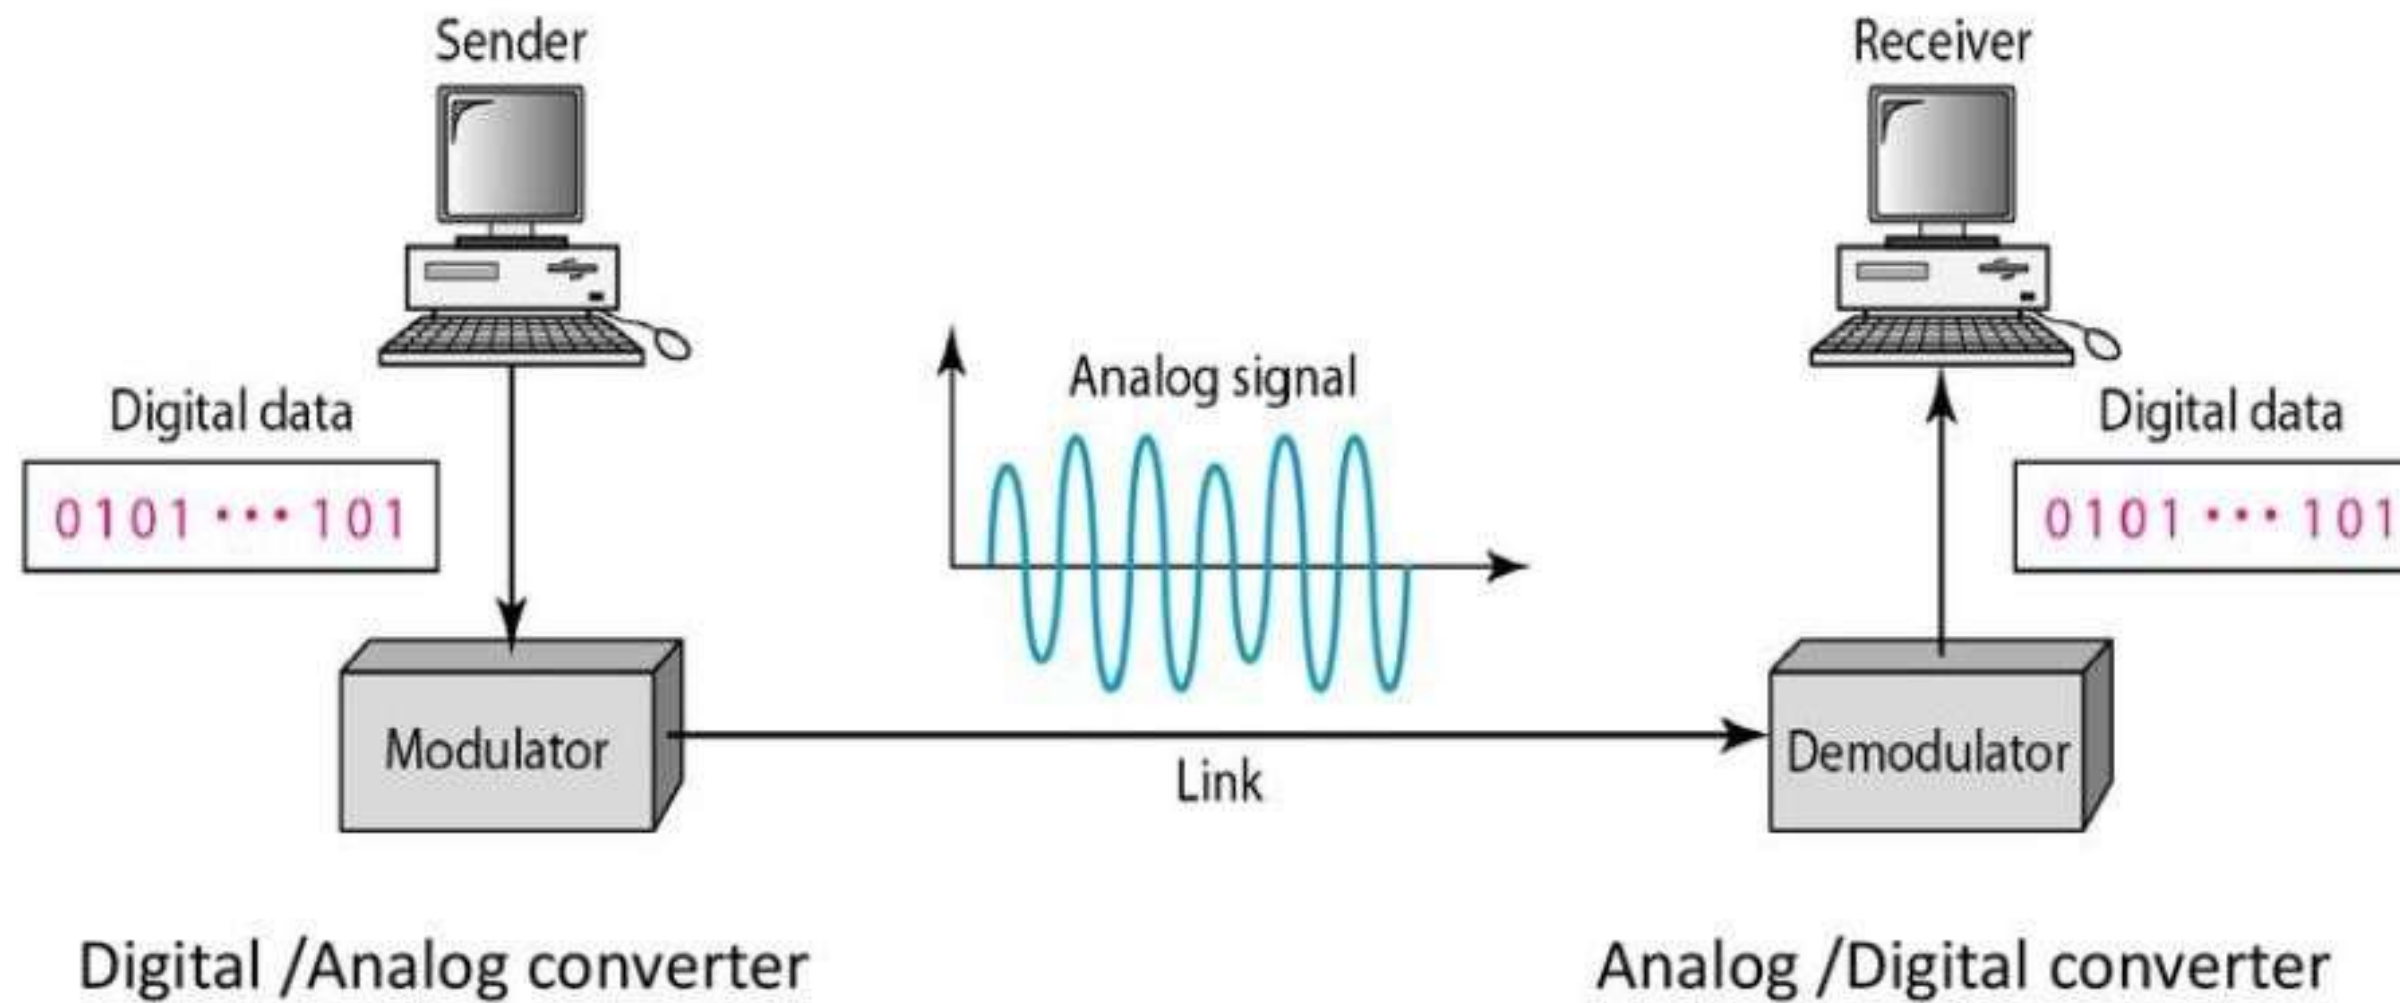 Sender
Receiver
Analog signal
Digital data
Digital data
0101 ••• 101
0101 ••• 101
Modulator
Demodulator
Link
Digital /Analog converter
Analog /Digital converter